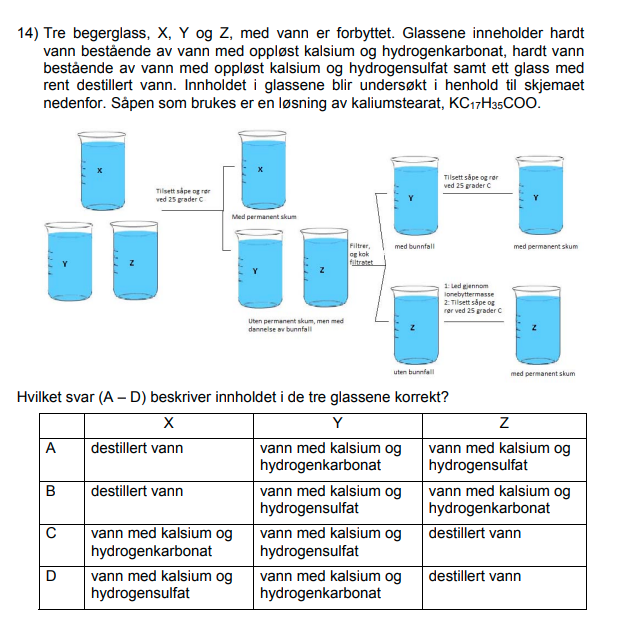 14) Tre begerglass, X, Y og Z, med vann er forbyttet. Glassene inneholder hardt
vann bestående av vann med oppløst kalsium og hydrogenkarbonat, hardt vann
bestående av vann med oppløst kalsium og hydrogensulfat samt ett glass med
rent destillert vann. Innholdet i glassene blir undersøkt i henhold til skjemaet
nedenfor. Såpen som brukes er en løsning av kaliumstearat, KC₁₇H₃₅COO.
X
Y
Z
Tilsett såpe og rør
ved 25 grader C
X
Med permanent skum
Y
Z
Uten permanent skum, men med
dannelse av bunnfall
Filtrer,
og kok
filtratet
Y
med bunnfall
Tilsett såpe og rør
ved 25 grader C
Y
med permanent skum
Z
uten bunnfall
1: Led gjennom
ionebyttermasse
2: Tilsett såpe og
rør ved 25 grader C
Z
med permanent skum
Hvilket svar (A – D) beskriver innholdet i de tre glassene korrekt?
X Y Z
A destillert vann vann med kalsium og vann med kalsium og
hydrogenkarbonat hydrogensulfat
B destillert vann vann med kalsium og vann med kalsium og
hydrogensulfat hydrogenkarbonat
C vann med kalsium og vann med kalsium og destillert vann
hydrogenkarbonat hydrogensulfat
D vann med kalsium og vann med kalsium og destillert vann
hydrogensulfat hydrogenkarbonat